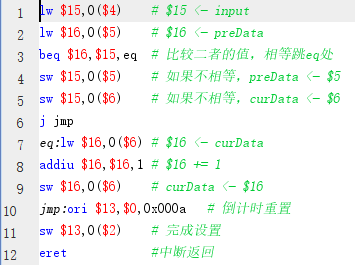 1 lw $15,0($4) # $15 <- input
2 lw $16,0($5) # $16 <- preData
3 beq $16,$15,eq # 比较二者的值，相等跳eq处
4 sw $15,0($5) # 如果不相等，preData <- $5
5 sw $15,0($6) # 如果不相等，curData <- $6
6 j jmp
7 eq:lw $16,0($6) # $16 <- curData
8 addiu $16,$16,1 # $16 += 1
9 sw $16,0($6) # curData <- $16
10 jmp:ori $13,$0,0x000a # 倒计时重置
11 sw $13,0($2) # 完成设置
12 eret #中断返回